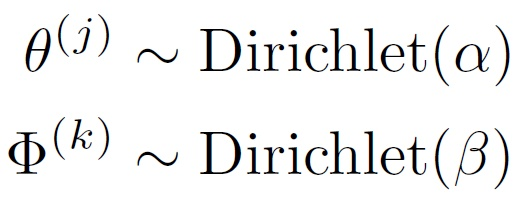 θ^(j) ∼ Dirichlet(α)
Φ^(k) ∼ Dirichlet(β)